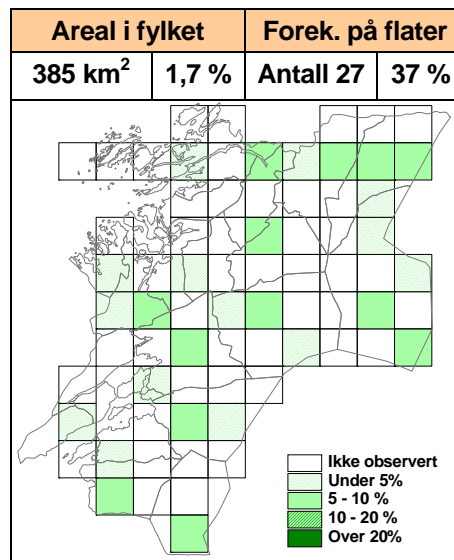 Areal i fylket Forek. på flater
385 km² 1,7 % Antall 27 37 %
Ikke observert
Under 5%
5 - 10 %
10 - 20 %
Over 20%